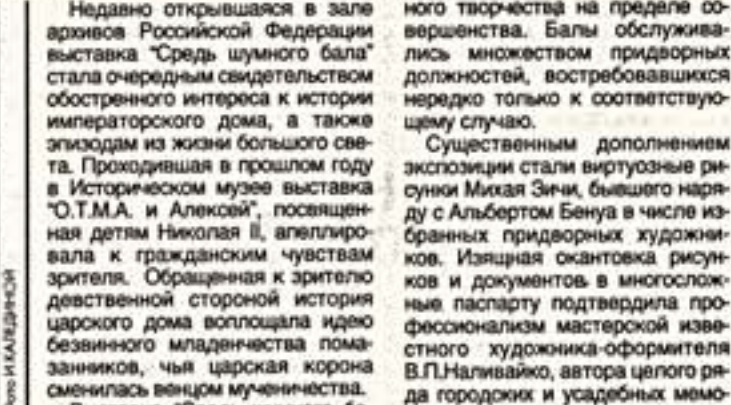 Недавно открывшаяся в зале
архивов Российской Федерации
выставка "Средь шумного бала"
стала очередным свидетельством
обостренного интереса к истории
императорского дома, а также
эпизодам из жизни большого све-
та. Проходившая в прошлом году
в Историческом музее выставка
"О.Т.М.А. и Алексей", посвящен-
ная детям Николая II, апеллиро-
вала к гражданским чувствам
зрителя. Обращенная к зрителю
девственной стороной история
царского дома воплощала идею
безвинного младенчества пома-
занников, чья царская корона
сменилась венцом мученичества.
ного творчества на пределе со-
вершенства. Балы обслужива-
лись множеством придворных
должностей, востребовавшихся
нередко только к соответствую-
щему случаю.
Существенным дополнением
экспозиции стали виртуозные ри-
сунки Михая Зичи, бывшего наря-
ду с Альбертом Бенуа в числе из-
бранных придворных художни-
ков. Изящная окантовка рисун-
ков и документов в многослож-
ные паспарту подтвердила про-
фессионализм мастерской изве-
стного художника-оформителя
В.П.Наливайко, автора целого ря-
да городских и усадебных мемо-
Фото И.КАЛЕДИНОЙ